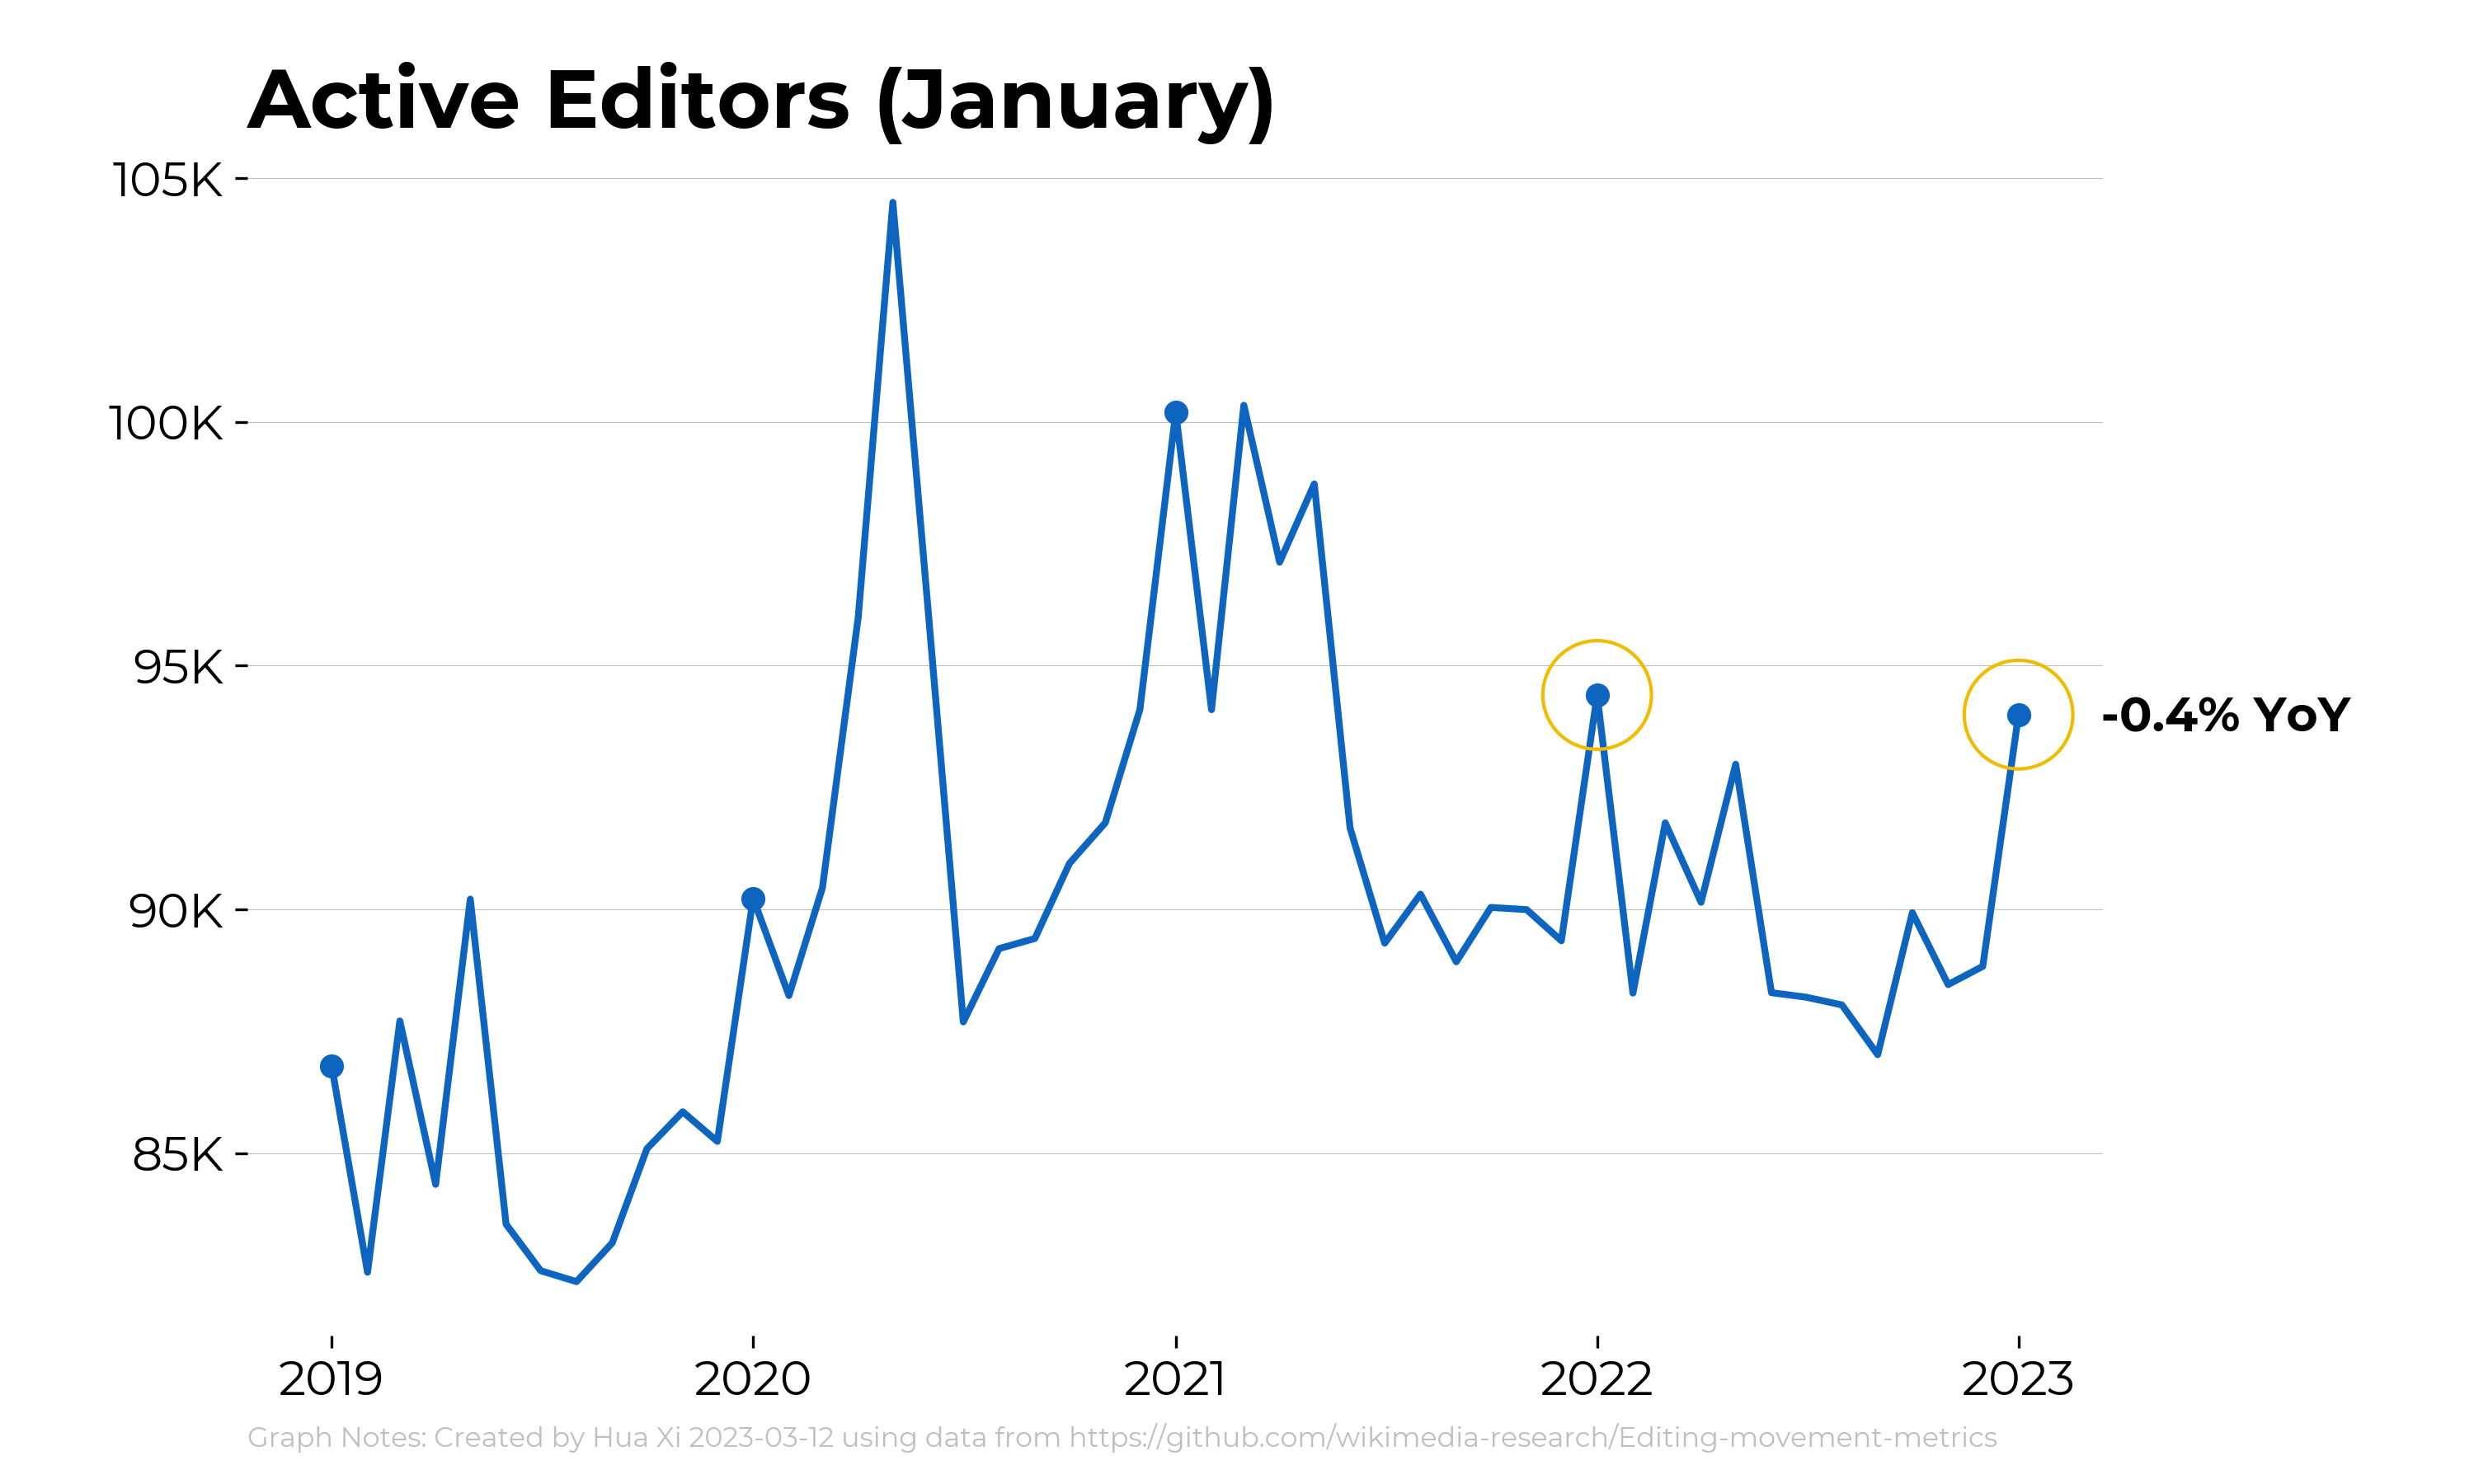 Active Editors (January)
105K
100K
95K
-0.4% YoY
90K
85K
2019 2020 2021 2022 2023
Graph Notes: Created by Hua Xi 2023-03-12 using data from https://github.com/wikimedia-research/Editing-movement-metrics